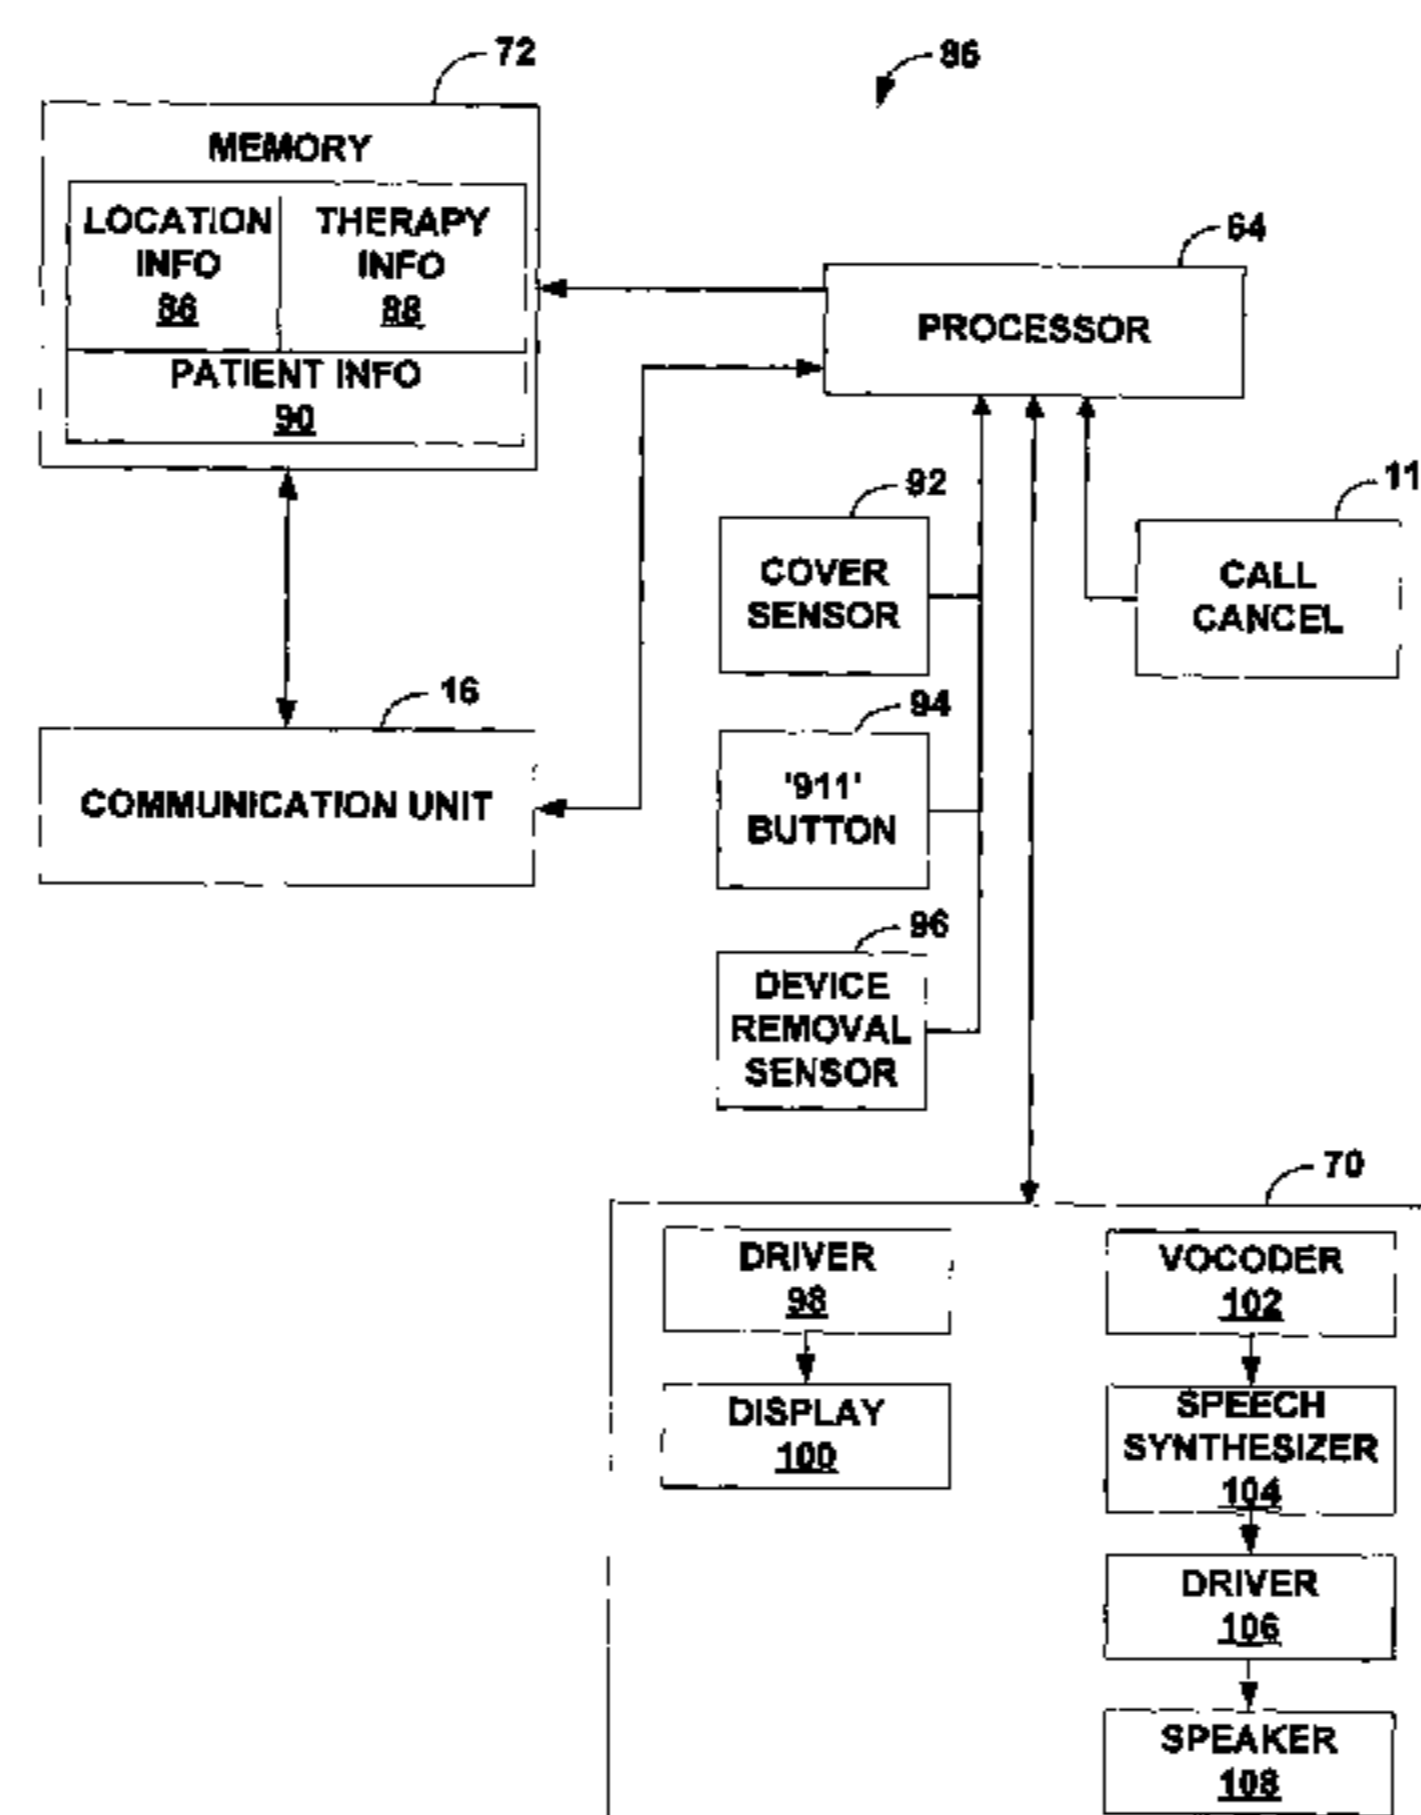 72
86
MEMORY
LOCATION INFO 86
THERAPY INFO 88
PATIENT INFO 90
64
PROCESSOR
92
COVER SENSOR
11
CALL CANCEL
16
COMMUNICATION UNIT
94
'911' BUTTON
96
DEVICE REMOVAL SENSOR
70
DRIVER 98
DISPLAY 100
VOCODER 102
SPEECH SYNTHESIZER 104
DRIVER 106
SPEAKER 108